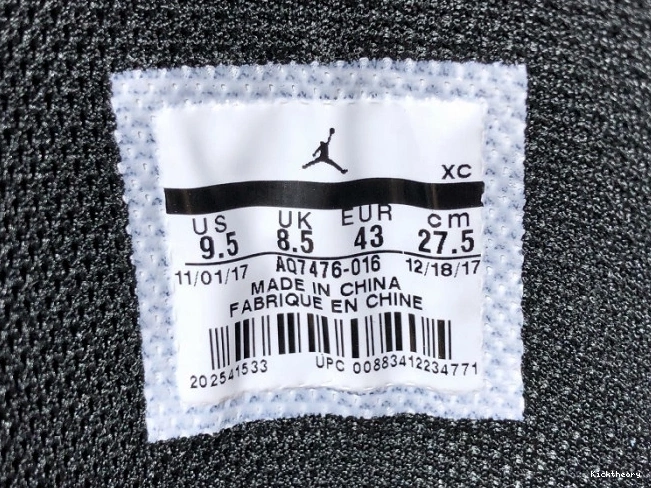 XC
US UK EUR cm
9.5 8.5 43 27.5
11/01/17 AQ7476-016 12/18/17
MADE IN CHINA
FABRIQUE EN CHINE
202541533 UPC 00883412234771
Kicktheory